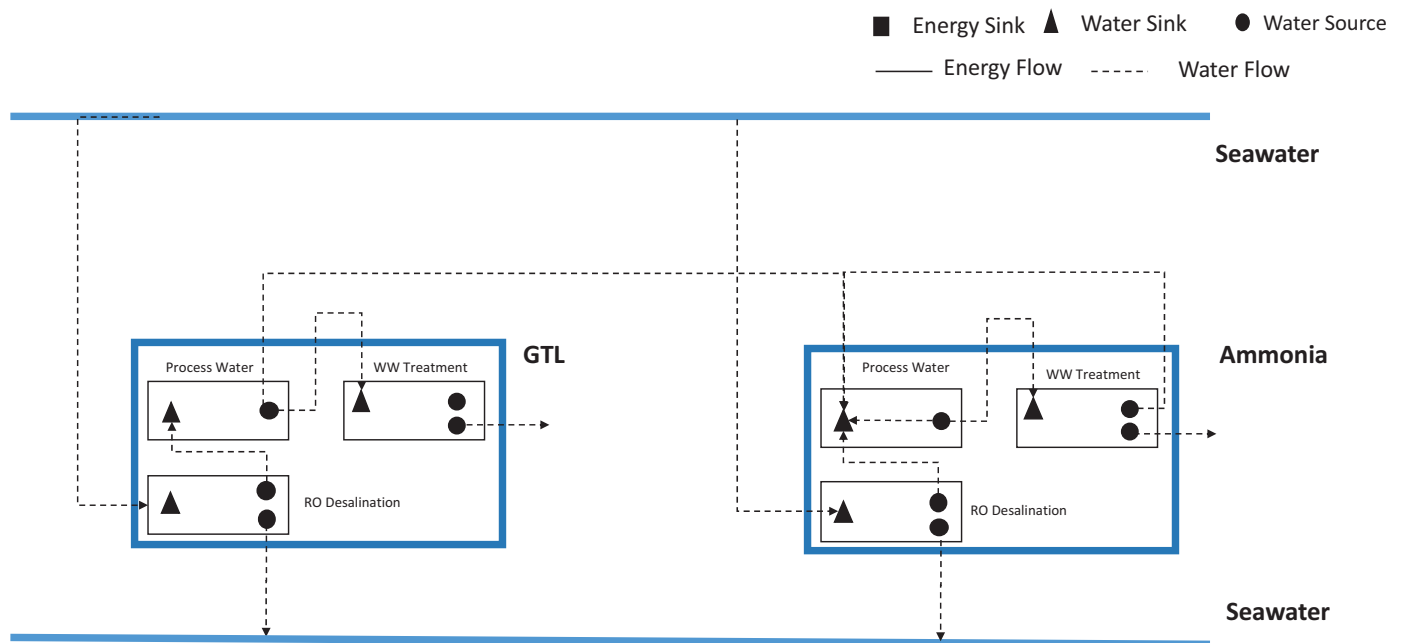 Energy Sink Water Sink Water Source
Energy Flow Water Flow
Seawater
GTL
Process Water WW Treatment
RO Desalination
Ammonia
Process Water WW Treatment
RO Desalination
Seawater